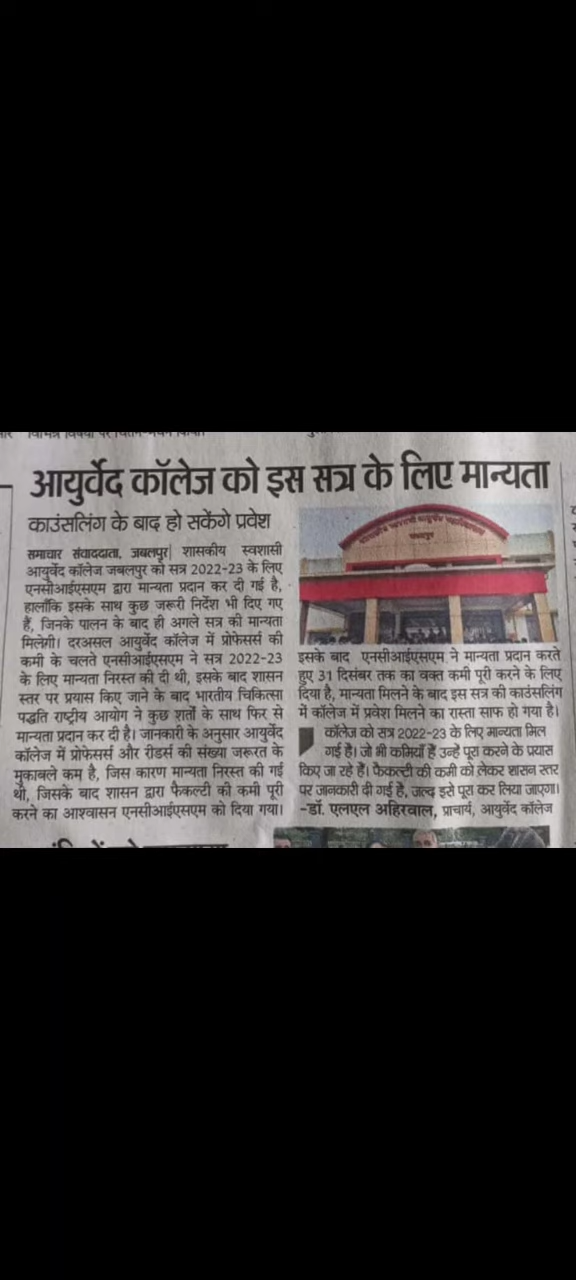 आयुर्वेद कॉलेज को इस सत्र के लिए मान्यता
काउंसलिंग के बाद हो सकेंगे प्रवेश
समाचार संवाददाता, जबलपुर| शासकीय स्वशासी
आयुर्वेद कॉलेज जबलपुर को सत्र 2022-23 के लिए
एनसीआईएसएम द्वारा मान्यता प्रदान कर दी गई है,
हालाँकि इसके साथ कुछ जरूरी निर्देश भी दिए गए
हैं, जिनके पालन के बाद ही अगले सत्र की मान्यता
मिलेगी। दरअसल आयुर्वेद कॉलेज में प्रोफेसर्स की
कमी के चलते एनसीआईएसएम ने सत्र 2022-23
के लिए मान्यता निरस्त की दी थी, इसके बाद शासन
स्तर पर प्रयास किए जाने के बाद भारतीय चिकित्सा
पद्धति राष्ट्रीय आयोग ने कुछ शर्तों के साथ फिर से
मान्यता प्रदान कर दी है। जानकारी के अनुसार आयुर्वेद
कॉलेज में प्रोफेसर्स और रीडर्स की संख्या जरूरत के
मुकाबले कम है, जिस कारण मान्यता निरस्त की गई
थी, जिसके बाद शासन द्वारा फैकल्टी की कमी पूरी
करने का आश्वासन एनसीआईएसएम को दिया गया।
जबलपुर
इसके बाद एनसीआईएसएम ने मान्यता प्रदान करते
हुए 31 दिसंबर तक का वक्त कमी पूरी करने के लिए
दिया है, मान्यता मिलने के बाद इस सत्र की काउंसलिंग
में कॉलेज में प्रवेश मिलने का रास्ता साफ हो गया है।
कॉलेज को सत्र 2022-23 के लिए मान्यता मिल
गई है। जो भी कमियाँ हैं उन्हें पूरा करने के प्रयास
किए जा रहे हैं। फैकल्टी की कमी को लेकर शासन स्तर
पर जानकारी दी गई है, जल्द इसे पूरा कर लिया जाएगा।
-डॉ. एलएल अहिरवाल, प्राचार्य, आयुर्वेद कॉलेज